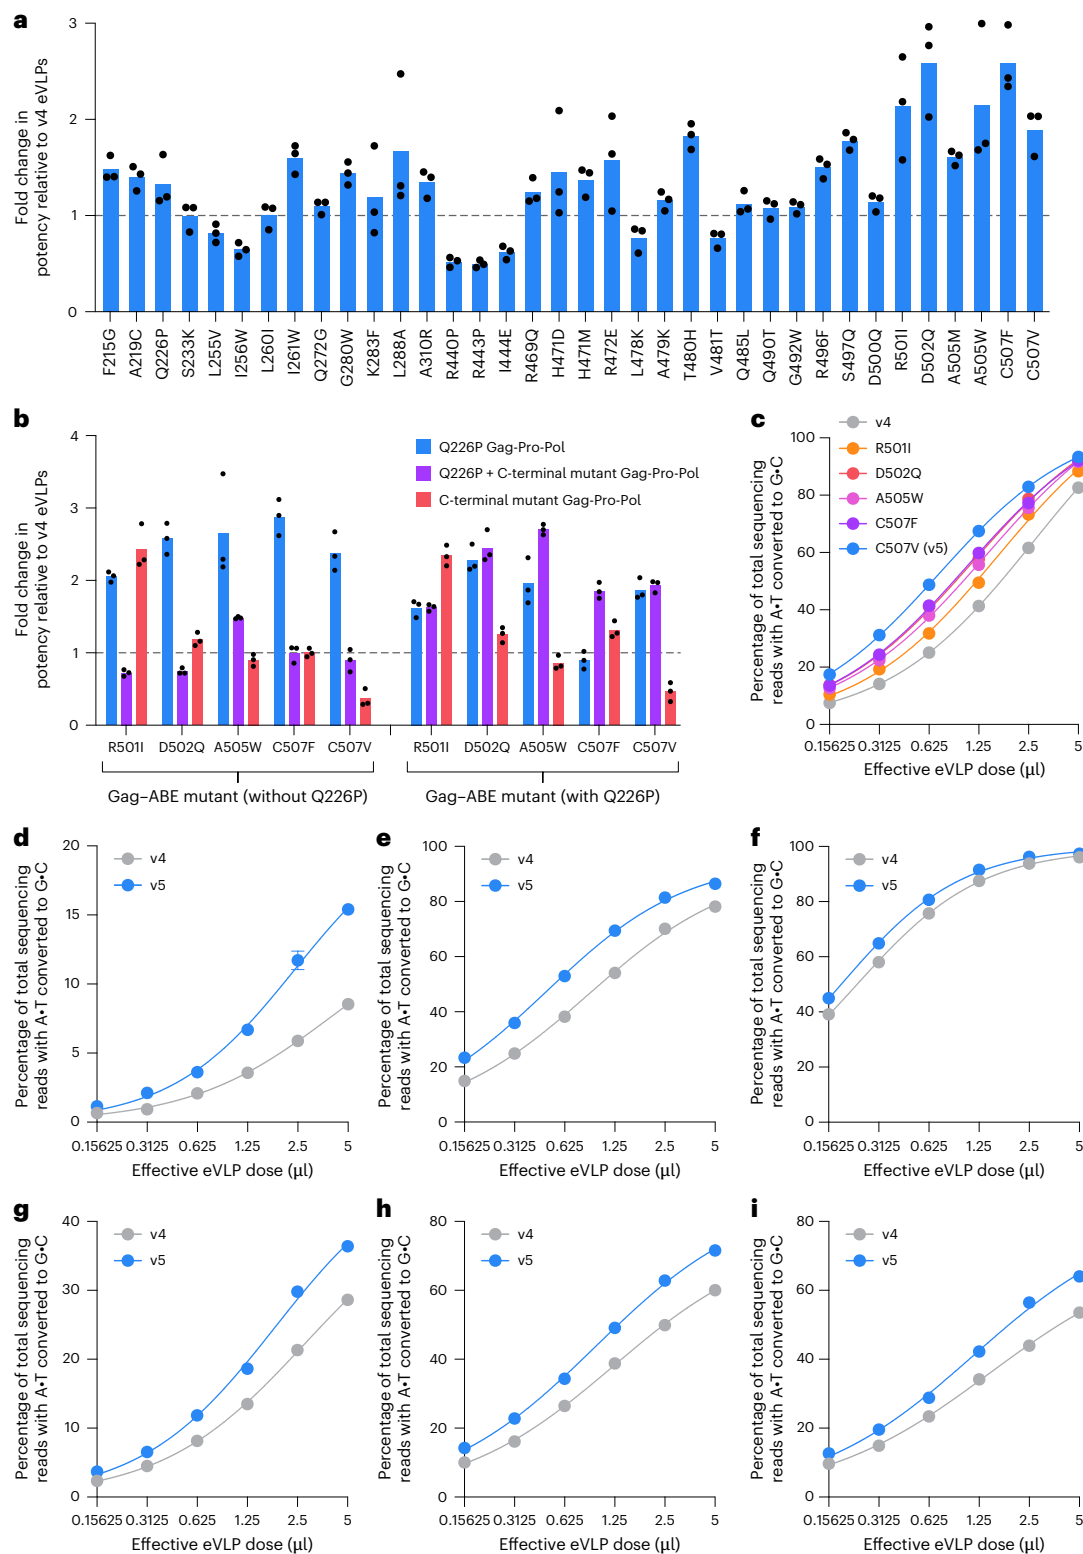 a
Fold change in
potency relative to v4 eVLPs
3
2
1
0
F215G A219C Q226P S233K L255V I256W L260I I261W Q272G G280W K283F L288A A310R R440P R443P I444E R469Q H471D H471M R472E L478K A479K T480H V481T Q485L Q490T G492W R496F S497Q D500Q R501I D502Q A505M A505W C507F C507V
b
Fold change in
potency relative to v4 eVLPs
4
3
2
1
0
Q226P Gag-Pro-Pol
Q226P + C-terminal mutant Gag-Pro-Pol
C-terminal mutant Gag-Pro-Pol
R501I D502Q A505W C507F C507V R501I D502Q A505W C507F C507V
Gag–ABE mutant (without Q226P)
Gag–ABE mutant (with Q226P)
c
Percentage of total sequencing
reads with A•T converted to G•C
v4
R501I
D502Q
A505W
C507F
C507V (v5)
100
80
60
40
20
0
0.15625 0.3125 0.625 1.25 2.5 5
Effective eVLP dose (µl)
d
Percentage of total sequencing
reads with A•T converted to G•C
v4
v5
20
15
10
5
0
0.15625 0.3125 0.625 1.25 2.5 5
Effective eVLP dose (µl)
e
Percentage of total sequencing
reads with A•T converted to G•C
v4
v5
100
80
60
40
20
0
0.15625 0.3125 0.625 1.25 2.5 5
Effective eVLP dose (µl)
f
Percentage of total sequencing
reads with A•T converted to G•C
v4
v5
100
80
60
40
20
0
0.15625 0.3125 0.625 1.25 2.5 5
Effective eVLP dose (µl)
g
Percentage of total sequencing
reads with A•T converted to G•C
v4
v5
40
30
20
10
0
0.15625 0.3125 0.625 1.25 2.5 5
Effective eVLP dose (µl)
h
Percentage of total sequencing
reads with A•T converted to G•C
v4
v5
80
60
40
20
0
0.15625 0.3125 0.625 1.25 2.5 5
Effective eVLP dose (µl)
i
Percentage of total sequencing
reads with A•T converted to G•C
v4
v5
80
60
40
20
0
0.15625 0.3125 0.625 1.25 2.5 5
Effective eVLP dose (µl)